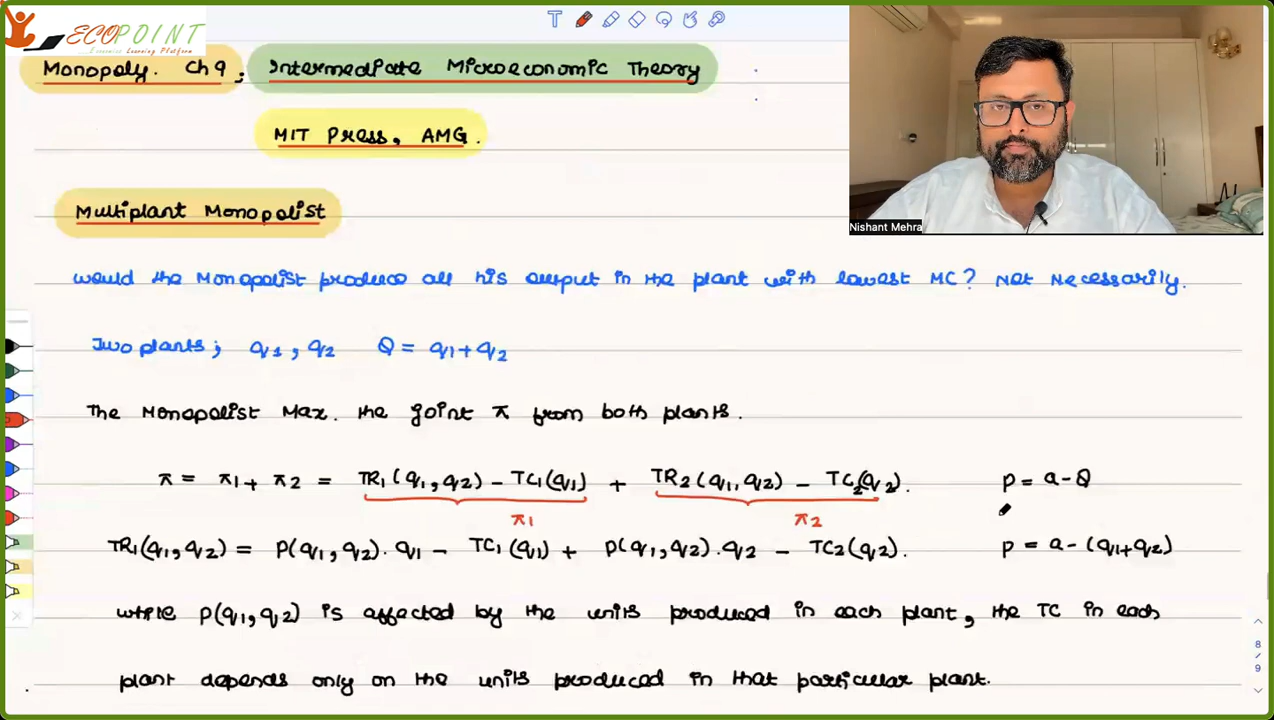 ECOPOINT
Economics Learning Platform
Monopoly. Ch 9; Intermediate Microeconomic Theory
MIT Press, AMG.
Multiplant Monopolist
would the Monopolist produce all his output in the plant with lowest MC? Not Necessarily.
Two plants; q1, q2 Q = q1+q2
The Monopolist Max. the joint π from both plants.
π = π1+ π2 = TR1(q1,q2) - TC1(q1) + TR2(q1,q2) - TC2(q2). p = a-Q
π1 π2
TR1(q1,q2) = P(q1,q2).q1 - TC1(q1) + p(q1,q2).q2 - TC2(q2). p = a-(q1+q2)
while p(q1,q2) is affected by the units produced in each plant, the TC in each
plant depends only on the units produced in that particular plant.
Nishant Mehra
8
/
9